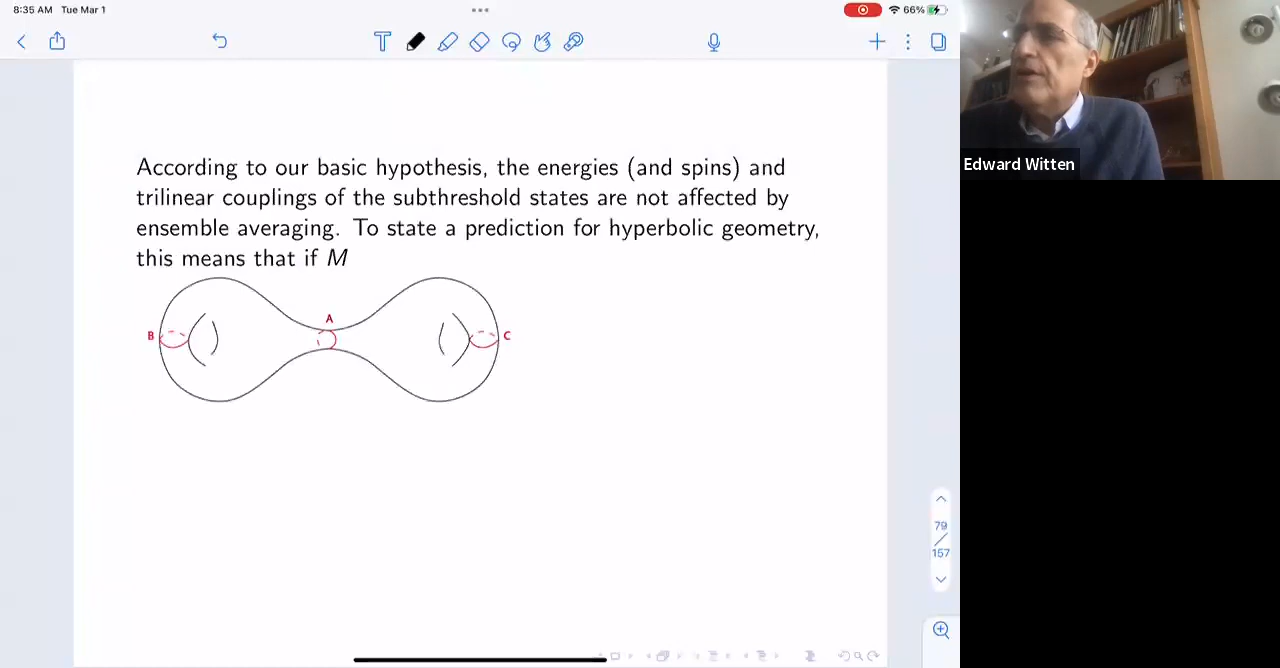 8:35 AM Tue Mar 1
66%
According to our basic hypothesis, the energies (and spins) and
trilinear couplings of the subthreshold states are not affected by
ensemble averaging. To state a prediction for hyperbolic geometry,
this means that if M
A
B
C
79
157
Edward Witten